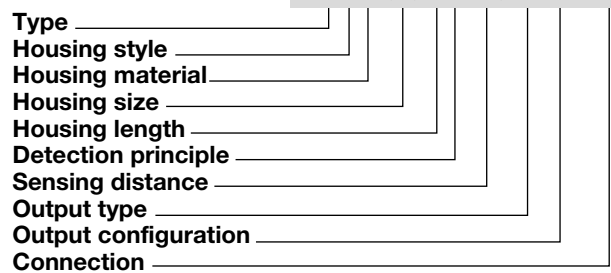 Type
Housing style
Housing material
Housing size
Housing length
Detection principle
Sensing distance
Output type
Output configuration
Connection